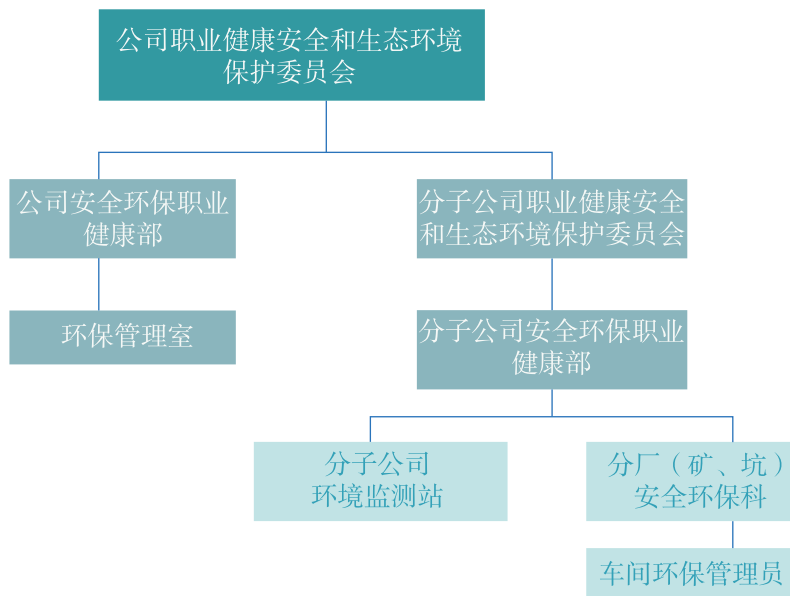 公司职业健康安全和生态环境
保护委员会
公司安全环保职业
健康部
分子公司职业健康安全
和生态环境保护委员会
环保管理室
分子公司安全环保职业
健康部
分子公司
环境监测站
分厂（矿、坑）
安全环保科
车间环保管理员